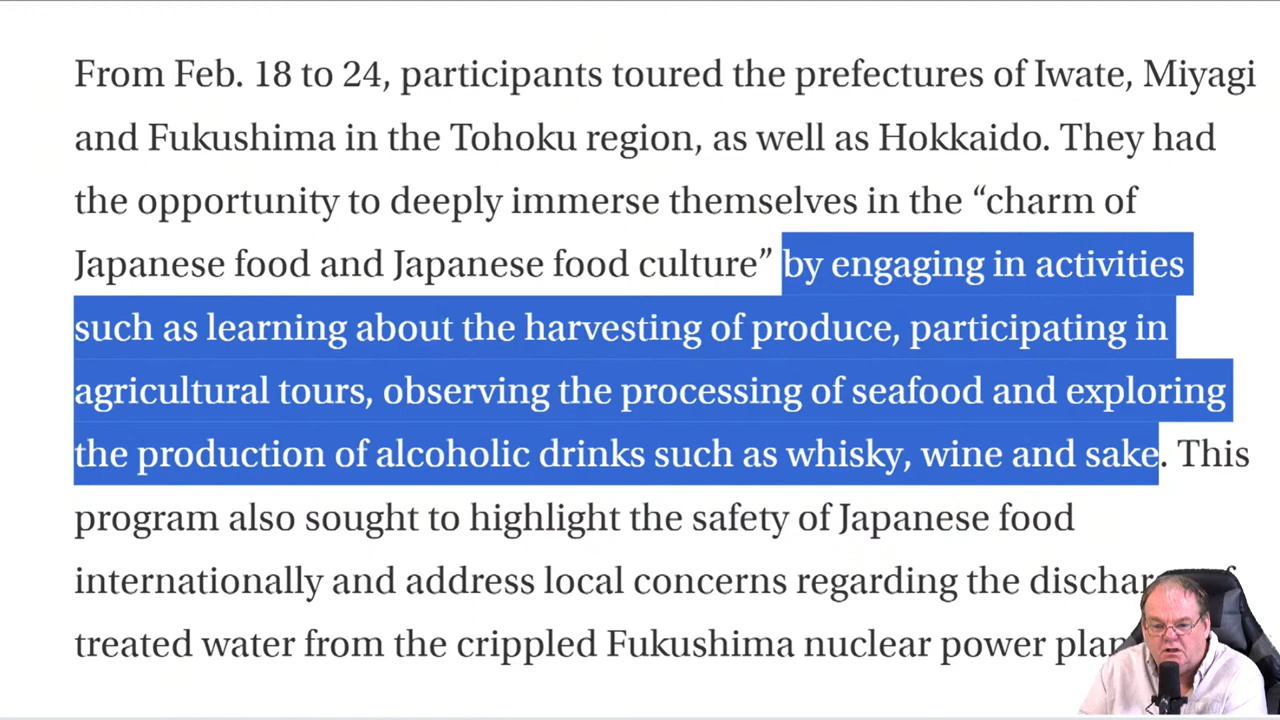 From Feb. 18 to 24, participants toured the prefectures of Iwate, Miyagi
and Fukushima in the Tohoku region, as well as Hokkaido. They had
the opportunity to deeply immerse themselves in the “charm of
Japanese food and Japanese food culture” by engaging in activities
such as learning about the harvesting of produce, participating in
agricultural tours, observing the processing of seafood and exploring
the production of alcoholic drinks such as whisky, wine and sake. This
program also sought to highlight the safety of Japanese food
internationally and address local concerns regarding the
treated water from the crippled Fukushima nuclear power